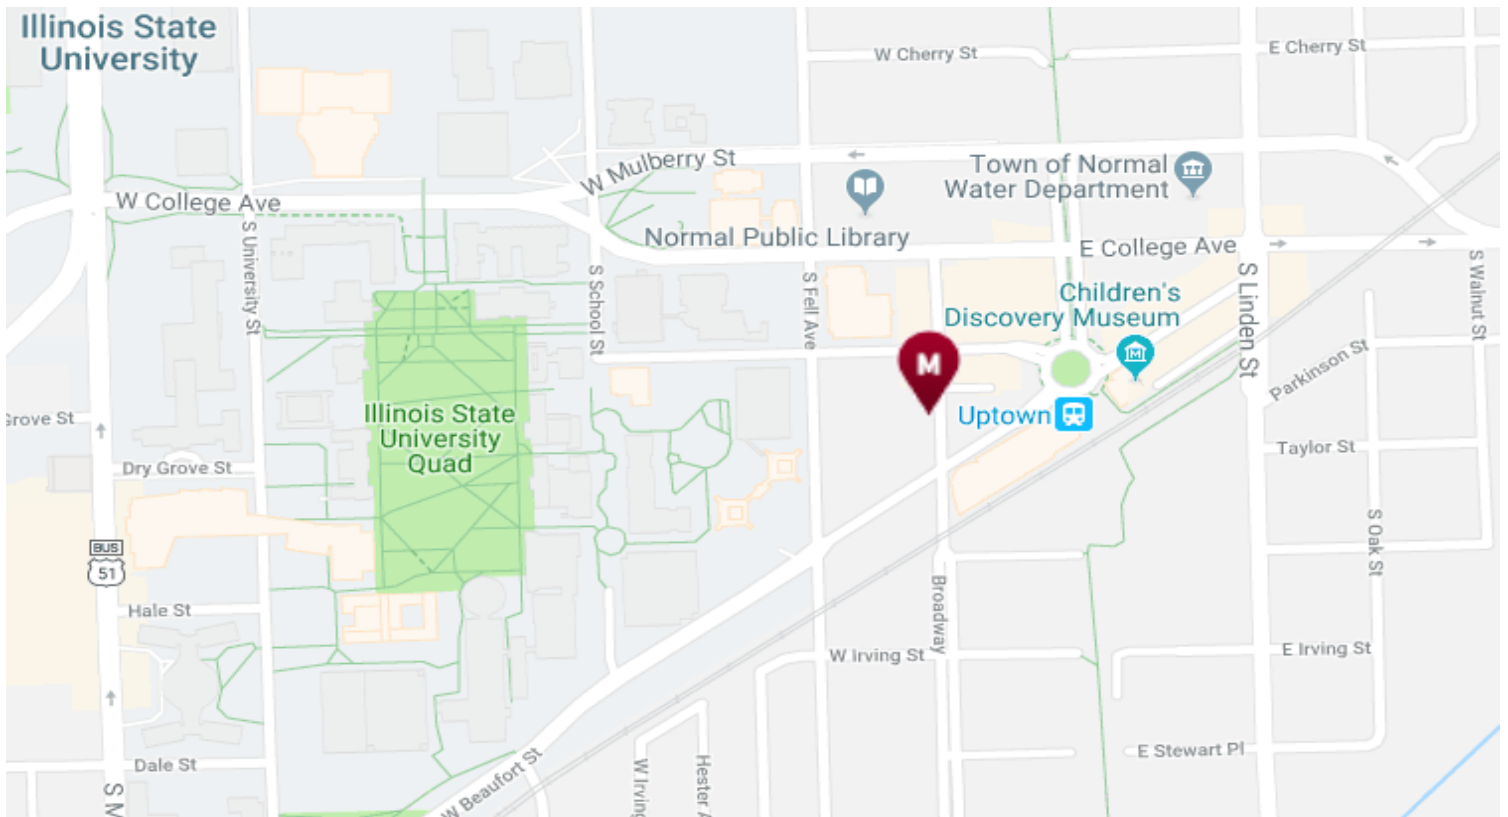 Illinois State
University
W Cherry St
E Cherry St
W Mulberry St
Town of Normal
Water Department
W College Ave
Normal Public Library
E College Ave
S University St
S School St
S Fell Ave
S Linden St
S Walnut St
Children's
Discovery Museum
M
Parkinson St
Grove St
Illinois State
University
Quad
Uptown
Taylor St
Dry Grove St
BUS
51
S Oak St
Hale St
Broadway
W Irving St
E Irving St
Dale St
E Stewart Pl
W Beaufort St
W Irving
Hester